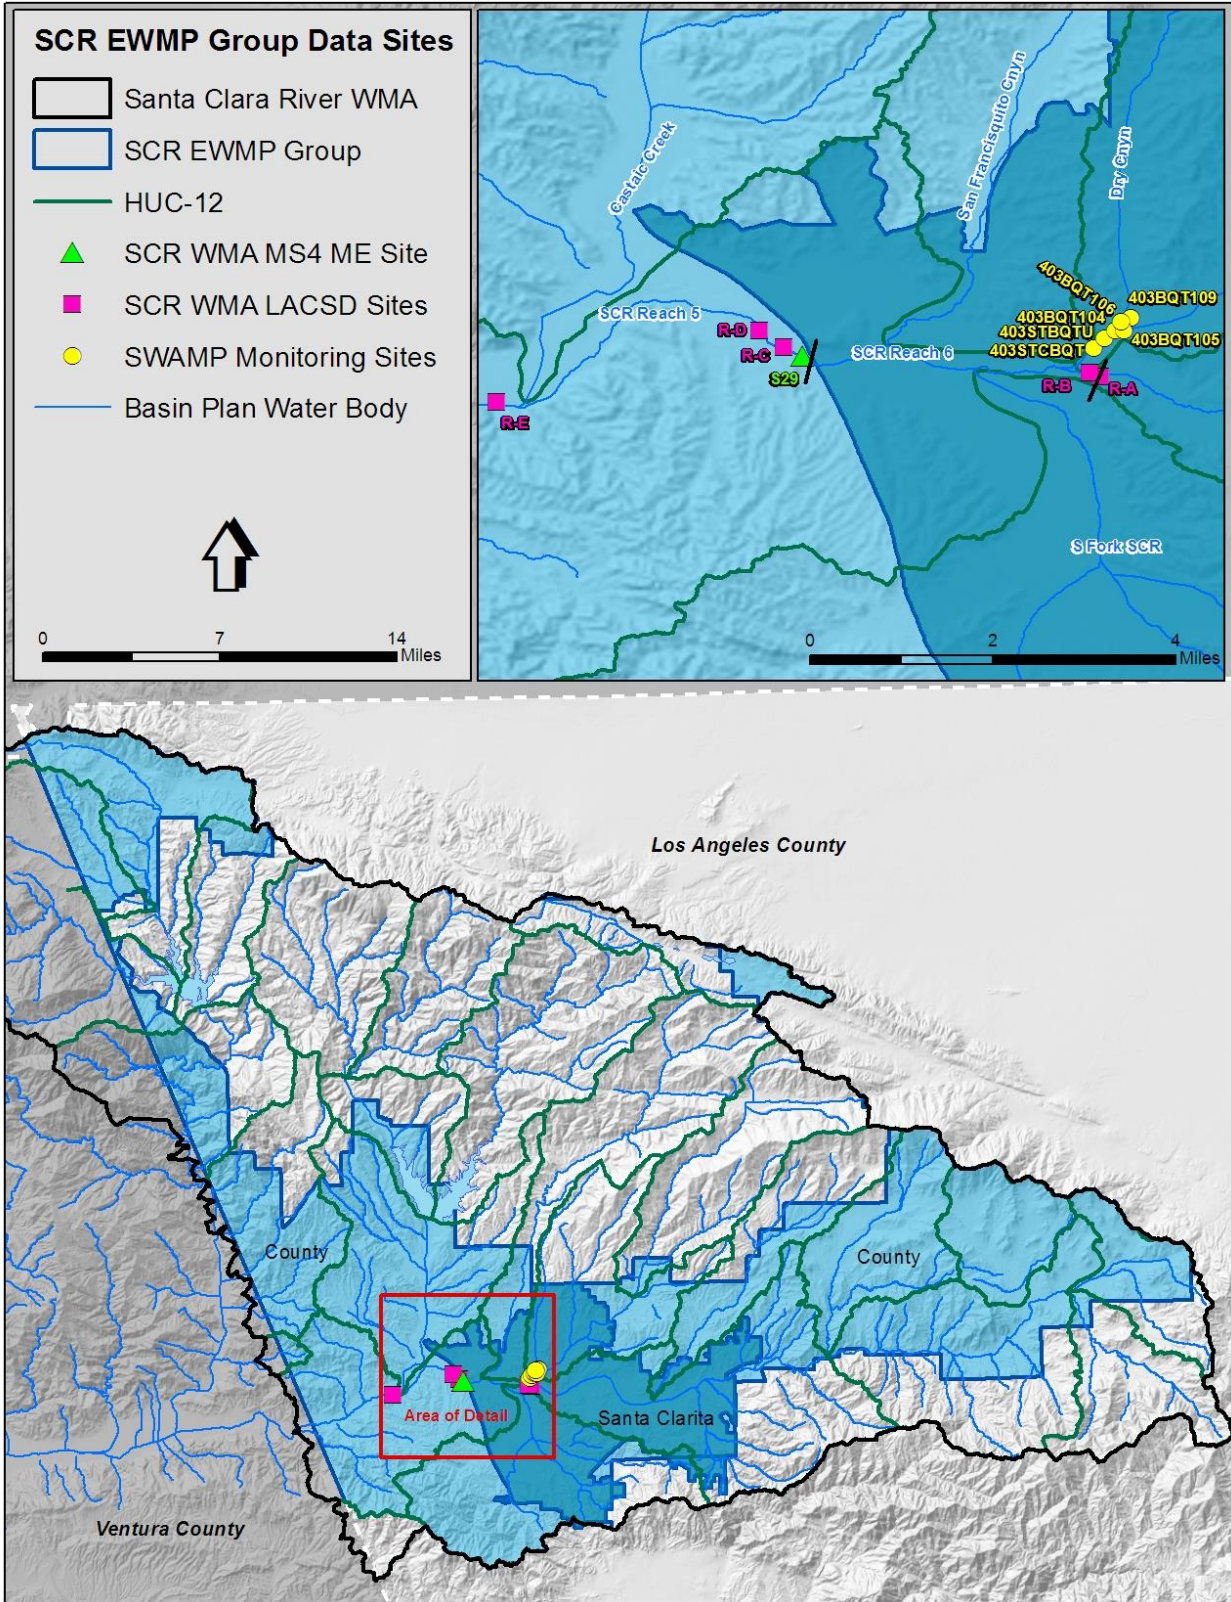 SCR EWMP Group Data Sites
Santa Clara River WMA
SCR EWMP Group
HUC-12
SCR WMA MS4 ME Site
SCR WMA LACSD Sites
SWAMP Monitoring Sites
Basin Plan Water Body
0 7 14
Miles
Castaic Creek
San Francisquito Cnyn
Dry Cnyn
403BQT106
403BQT109
403BQT104
403STBQTU
403BQT105
403STCBQT
SCR Reach 5
R-D
R-C
S29
SCR Reach 6
R-B
R-A
R-E
S Fork SCR
0 2 4
Miles
Los Angeles County
County
County
Area of Detail
Santa Clarita
Ventura County